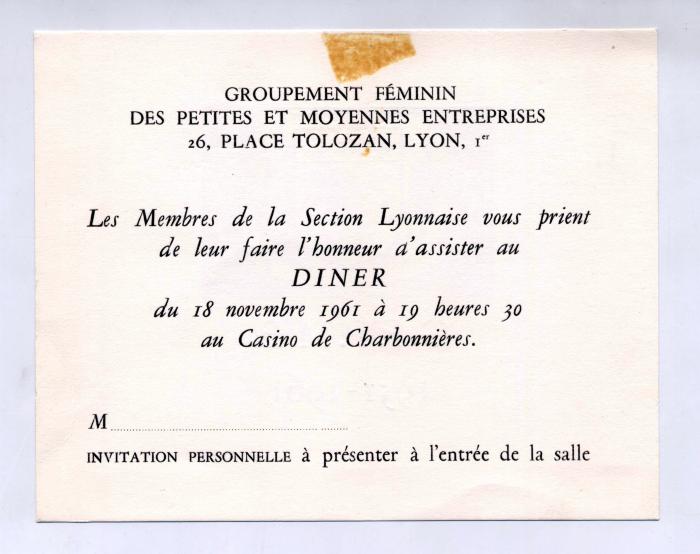 GROUPEMENT FÉMININ
DES PETITES ET MOYENNES ENTREPRISES
26, PLACE TOLOZAN, LYON, 1er
Les Membres de la Section Lyonnaise vous prient
de leur faire l'honneur d'assister au
DINER
du 18 novembre 1961 à 19 heures 30
au Casino de Charbonnières.
M
INVITATION PERSONNELLE à présenter à l'entrée de la salle